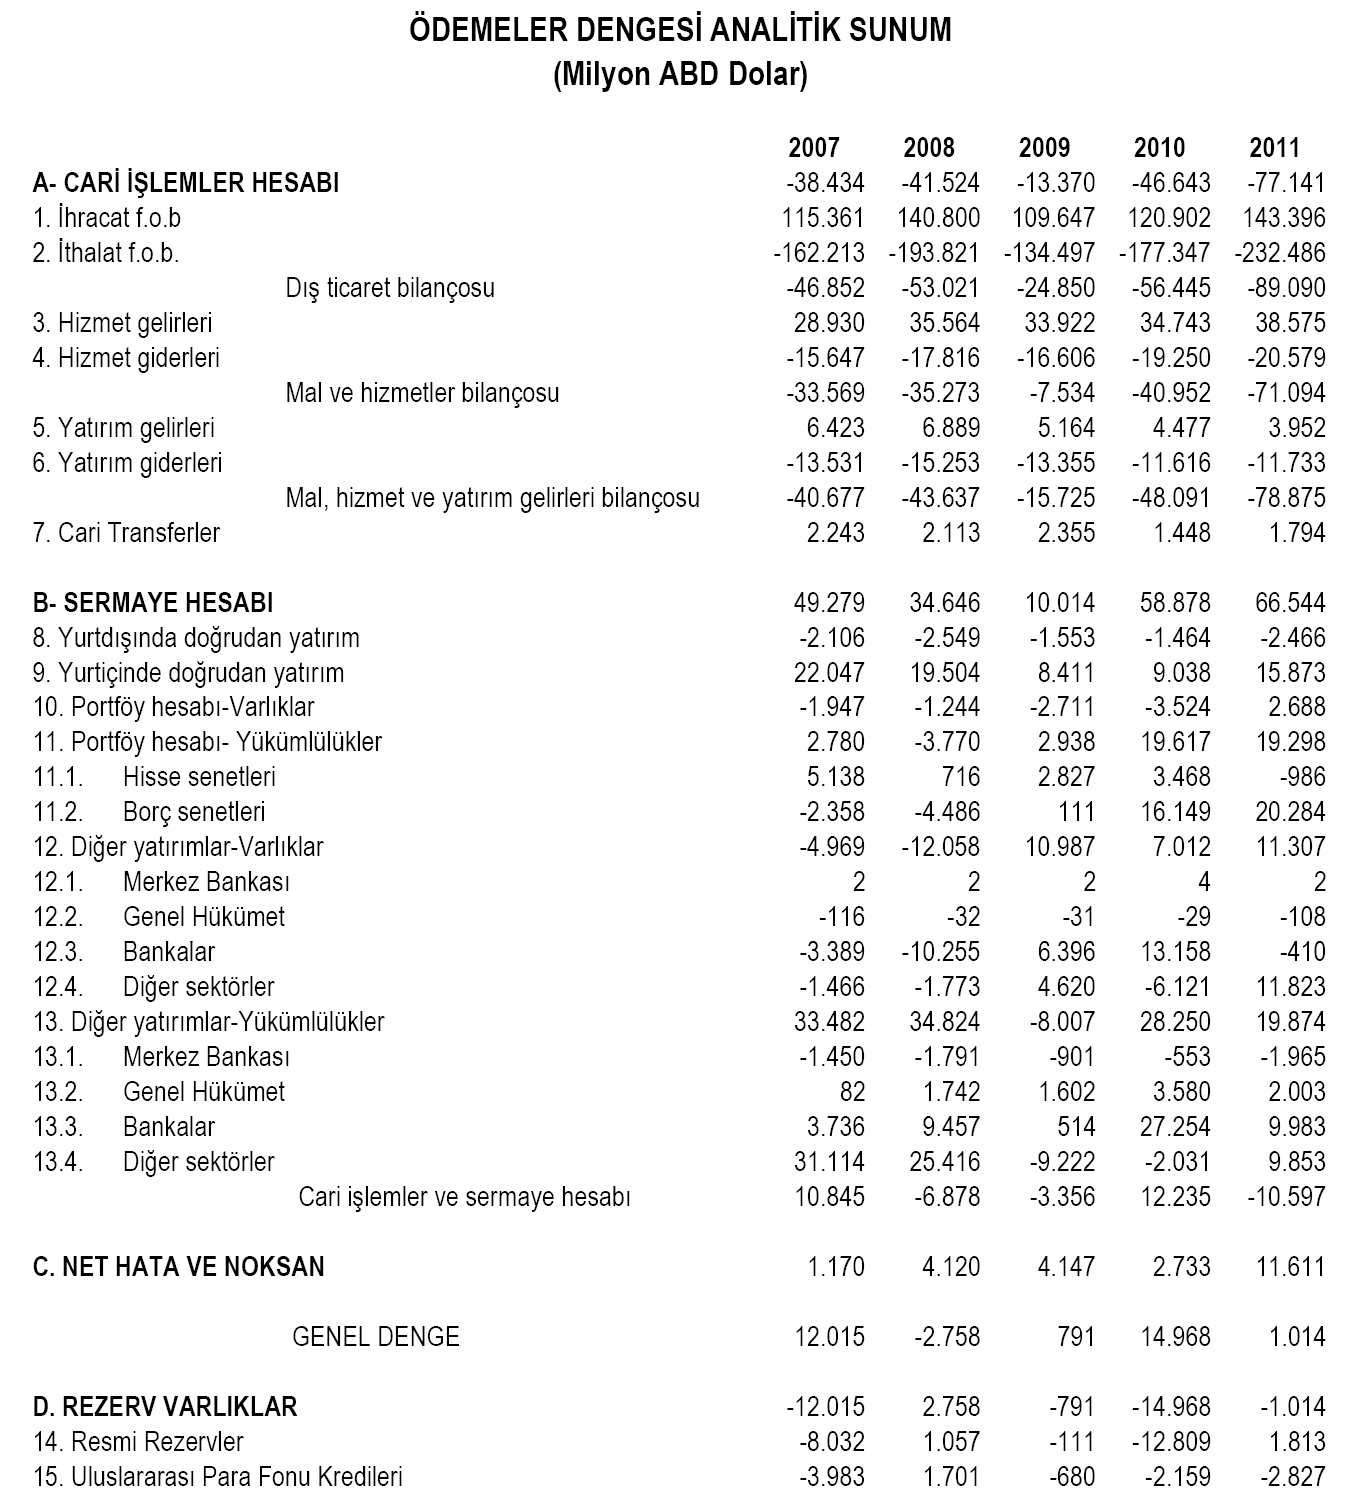 ÖDEMELER DENGESİ ANALİTİK SUNUM
(Milyon ABD Dolar)
2007 2008 2009 2010 2011
A- CARİ İŞLEMLER HESABI -38.434 -41.524 -13.370 -46.643 -77.141
1. İhracat f.o.b 115.361 140.800 109.647 120.902 143.396
2. İthalat f.o.b. -162.213 -193.821 -134.497 -177.347 -232.486
Dış ticaret bilançosu -46.852 -53.021 -24.850 -56.445 -89.090
3. Hizmet gelirleri 28.930 35.564 33.922 34.743 38.575
4. Hizmet giderleri -15.647 -17.816 -16.606 -19.250 -20.579
Mal ve hizmetler bilançosu -33.569 -35.273 -7.534 -40.952 -71.094
5. Yatırım gelirleri 6.423 6.889 5.164 4.477 3.952
6. Yatırım giderleri -13.531 -15.253 -13.355 -11.616 -11.733
Mal, hizmet ve yatırım gelirleri bilançosu -40.677 -43.637 -15.725 -48.091 -78.875
7. Cari Transferler 2.243 2.113 2.355 1.448 1.794
B- SERMAYE HESABI 49.279 34.646 10.014 58.878 66.544
8. Yurtdışında doğrudan yatırım -2.106 -2.549 -1.553 -1.464 -2.466
9. Yurtiçinde doğrudan yatırım 22.047 19.504 8.411 9.038 15.873
10. Portföy hesabı-Varlıklar -1.947 -1.244 -2.711 -3.524 2.688
11. Portföy hesabı- Yükümlülükler 2.780 -3.770 2.938 19.617 19.298
11.1. Hisse senetleri 5.138 716 2.827 3.468 -986
11.2. Borç senetleri -2.358 -4.486 111 16.149 20.284
12. Diğer yatırımlar-Varlıklar -4.969 -12.058 10.987 7.012 11.307
12.1. Merkez Bankası 2 2 2 4 2
12.2. Genel Hükümet -116 -32 -31 -29 -108
12.3. Bankalar -3.389 -10.255 6.396 13.158 -410
12.4. Diğer sektörler -1.466 -1.773 4.620 -6.121 11.823
13. Diğer yatırımlar-Yükümlülükler 33.482 34.824 -8.007 28.250 19.874
13.1. Merkez Bankası -1.450 -1.791 -901 -553 -1.965
13.2. Genel Hükümet 82 1.742 1.602 3.580 2.003
13.3. Bankalar 3.736 9.457 514 27.254 9.983
13.4. Diğer sektörler 31.114 25.416 -9.222 -2.031 9.853
Cari işlemler ve sermaye hesabı 10.845 -6.878 -3.356 12.235 -10.597
C. NET HATA VE NOKSAN 1.170 4.120 4.147 2.733 11.611
GENEL DENGE 12.015 -2.758 791 14.968 1.014
D. REZERV VARLIKLAR -12.015 2.758 -791 -14.968 -1.014
14. Resmi Rezervler -8.032 1.057 -111 -12.809 1.813
15. Uluslararası Para Fonu Kredileri -3.983 1.701 -680 -2.159 -2.827